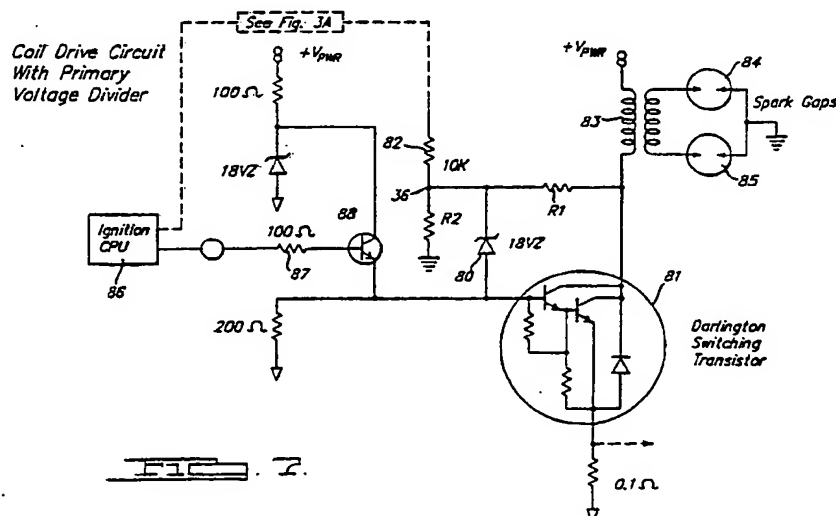 See Fig. 3A
Coil Drive Circuit
With Primary
Voltage Divider
+VPWR
100Ω
18VZ
82
10K
36
R2
R1
+VPWR
83
84
Spark Gaps
85
Ignition
CPU
86
100Ω
87
88
18VZ
80
81
200Ω
Darlington
Switching
Transistor
0.1Ω